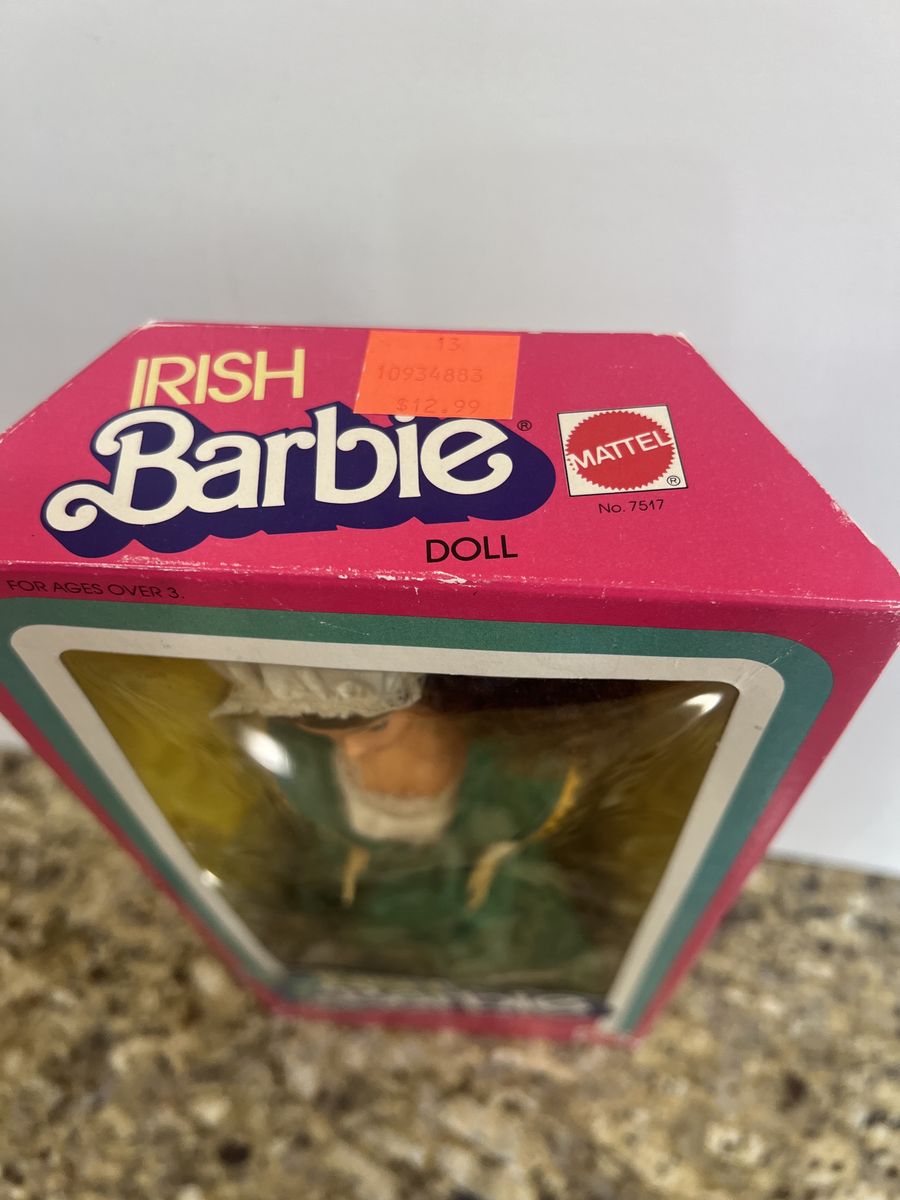 13
10934883
$12.99
IRISH
Barbie®
DOLL
MATTEL
®
No. 7517
FOR AGES OVER 3.